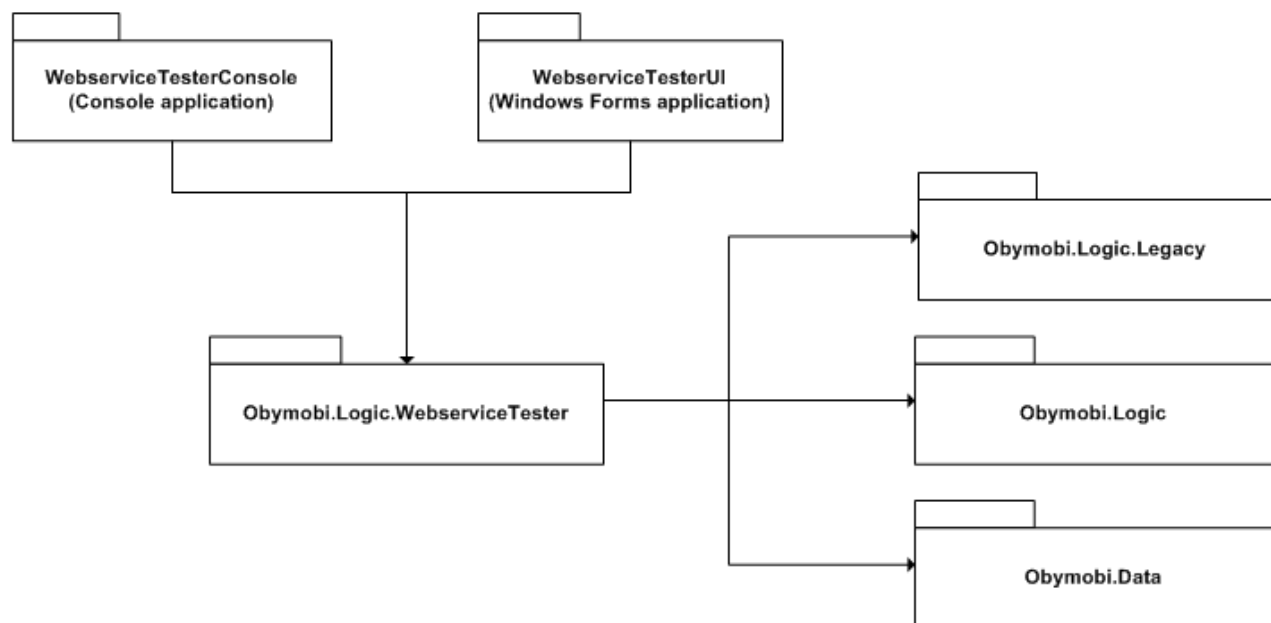 WebserviceTesterConsole
(Console application)
WebserviceTesterUI
(Windows Forms application)
Obymobi.Logic.Legacy
Obymobi.Logic.WebserviceTester
Obymobi.Logic
Obymobi.Data